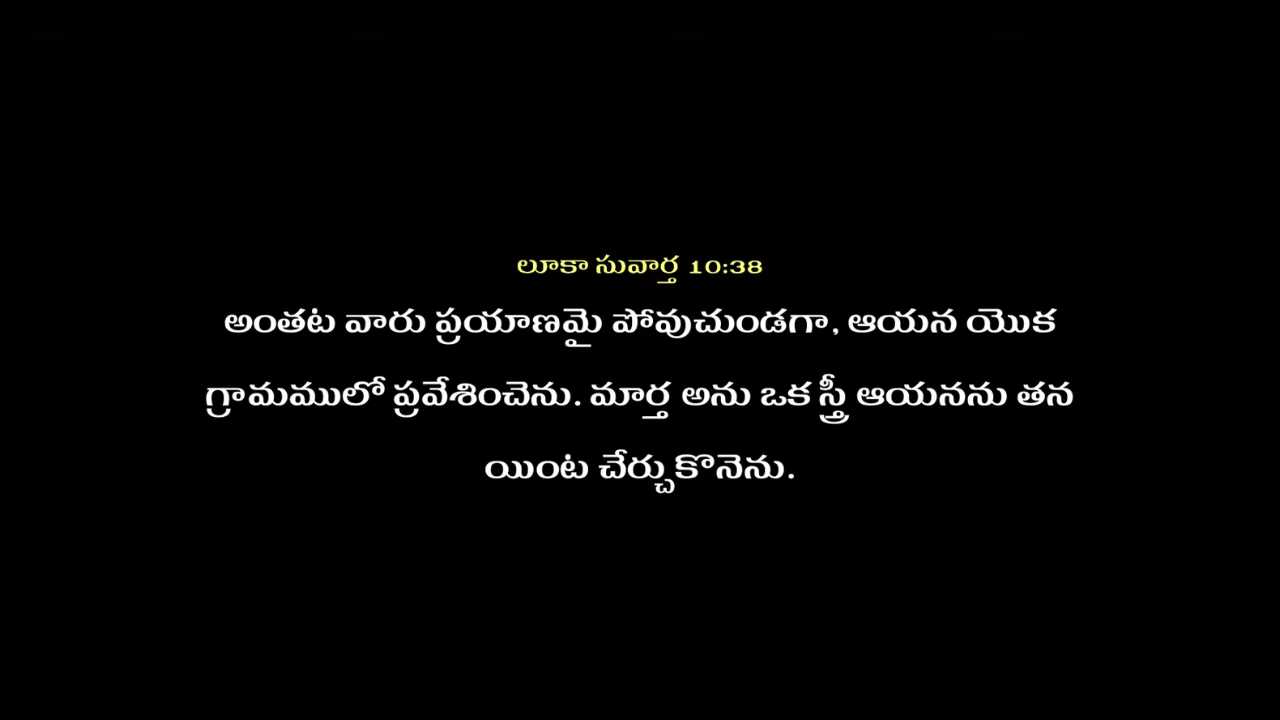 లూకా సువార్త 10:38
అంతట వారు ప్రయాణమై పోవుచుండగా, ఆయన యొక
గ్రామములో ప్రవేశించెను. మార్త అను ఒక స్త్రీ ఆయనను తన
యింట చేర్చుకొనెను.